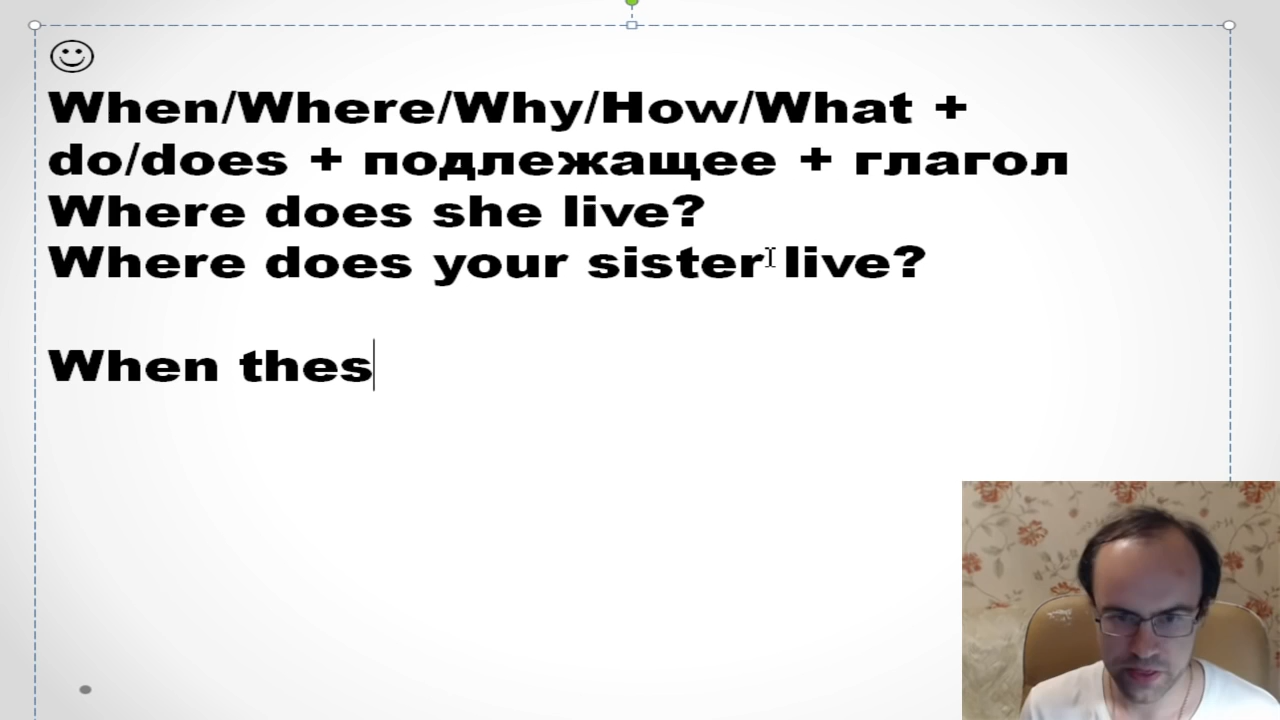 When/Where/Why/How/What +
do/does + подлежащее + глагол
Where does she live?
Where does your sister live?
When thes